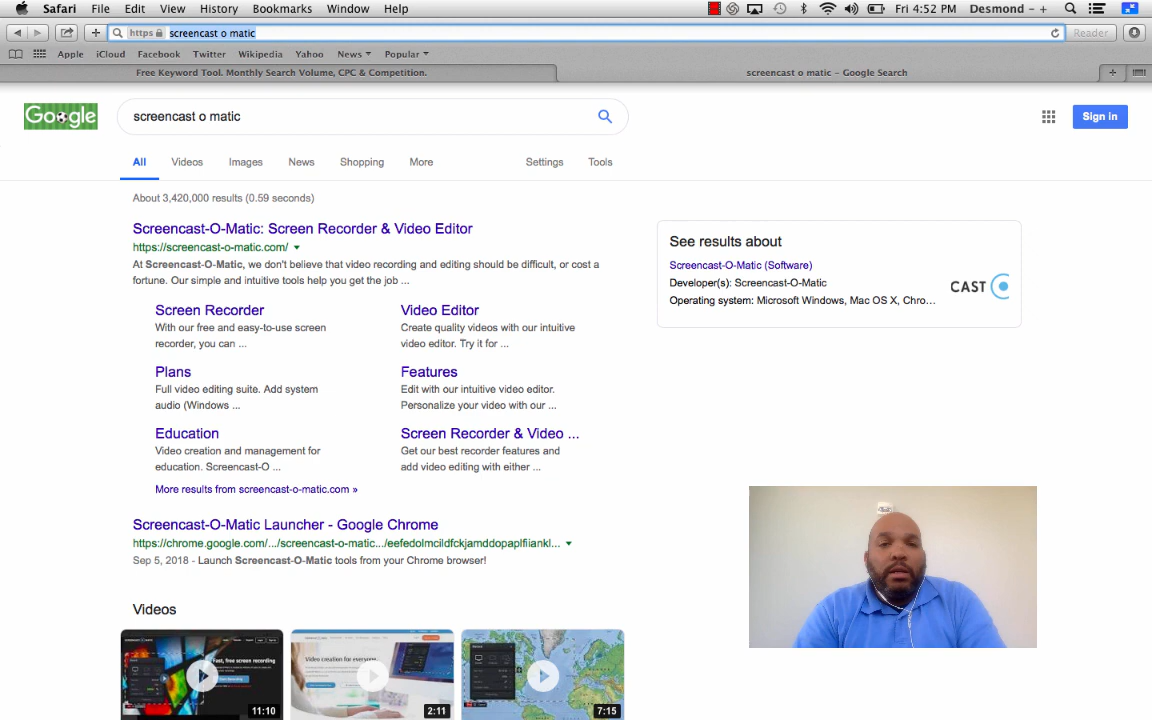 Safari File Edit View History Bookmarks Window Help Fri 4:52 PM Desmond - +
https screencast o matic Reader
Apple iCloud Facebook Twitter Wikipedia Yahoo News Popular
Free Keyword Tool. Monthly Search Volume, CPC & Competition. screencast o matic – Google Search
Google screencast o matic Sign in
All Videos Images News Shopping More Settings Tools
About 3,420,000 results (0.59 seconds)
Screencast-O-Matic: Screen Recorder & Video Editor
https://screencast-o-matic.com/
At Screencast-O-Matic, we don't believe that video recording and editing should be difficult, or cost a
fortune. Our simple and intuitive tools help you get the job ...
Screen Recorder
With our free and easy-to-use screen
recorder, you can ...
Video Editor
Create quality videos with our intuitive
video editor. Try it for ...
Plans
Full video editing suite. Add system
audio (Windows ...
Features
Edit with our intuitive video editor.
Personalize your video with our ...
Education
Video creation and management for
education. Screencast-O ...
Screen Recorder & Video ...
Get our best recorder features and
add video editing with either ...
More results from screencast-o-matic.com »
Screencast-O-Matic Launcher - Google Chrome
https://chrome.google.com/.../screencast-o-matic.../eefedolmcildfckjamddopaplfiiankl...
Sep 5, 2018 - Launch Screencast-O-Matic tools from your Chrome browser!
Videos
Fast, free screen recording
11:10
Video creation for everyone
2:11
7:15
See results about
Screencast-O-Matic (Software)
Developer(s): Screencast-O-Matic
Operating system: Microsoft Windows, Mac OS X, Chro...
CAST